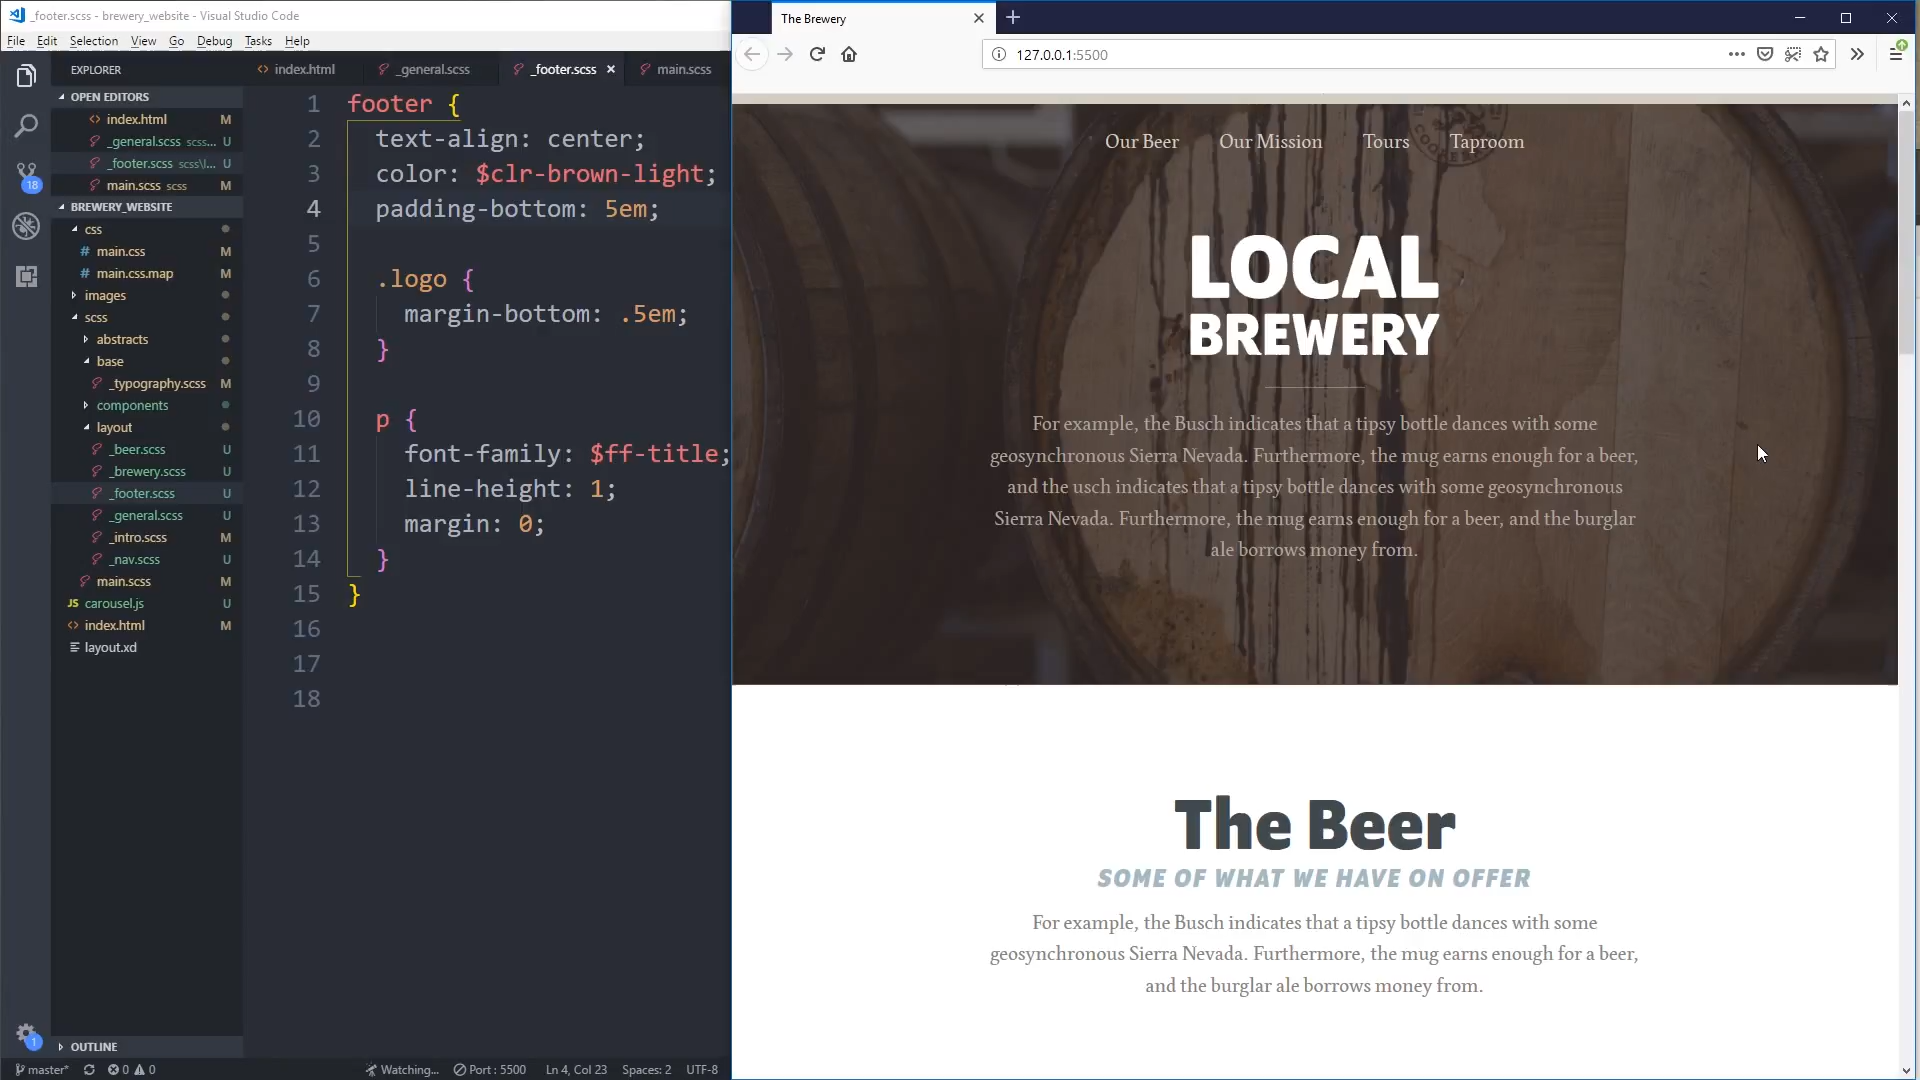 _footer.scss - brewery_website - Visual Studio Code
File Edit Selection View Go Debug Tasks Help
EXPLORER
OPEN EDITORS
index.html M
_general.scss scss... U
_footer.scss scss\l... U
main.scss scss M
BREWERY_WEBSITE
css
# main.css M
# main.css.map M
images
scss
abstracts
base
_typography.scss M
components
layout
_beer.scss U
_brewery.scss U
_footer.scss U
_general.scss U
_intro.scss M
_nav.scss U
main.scss M
JS carousel.js U
<> index.html M
layout.xd
OUTLINE
18
1
<> index.html _general.scss _footer.scss × main.scss
1 footer {
2 text-align: center;
3 color: $clr-brown-light;
4 padding-bottom: 5em;
5
6 .logo {
7 margin-bottom: .5em;
8 }
9
10 p {
11 font-family: $ff-title;
12 line-height: 1;
13 margin: 0;
14 }
15 }
16
17
18
master* 0 0 Watching... Port : 5500 Ln 4, Col 23 Spaces: 2 UTF-8
The Brewery
127.0.0.1:5500
Our Beer Our Mission Tours Taproom
LOCAL
BREWERY
For example, the Busch indicates that a tipsy bottle dances with some
geosynchronous Sierra Nevada. Furthermore, the mug earns enough for a beer,
and the usch indicates that a tipsy bottle dances with some geosynchronous
Sierra Nevada. Furthermore, the mug earns enough for a beer, and the burglar
ale borrows money from.
The Beer
SOME OF WHAT WE HAVE ON OFFER
For example, the Busch indicates that a tipsy bottle dances with some
geosynchronous Sierra Nevada. Furthermore, the mug earns enough for a beer,
and the burglar ale borrows money from.